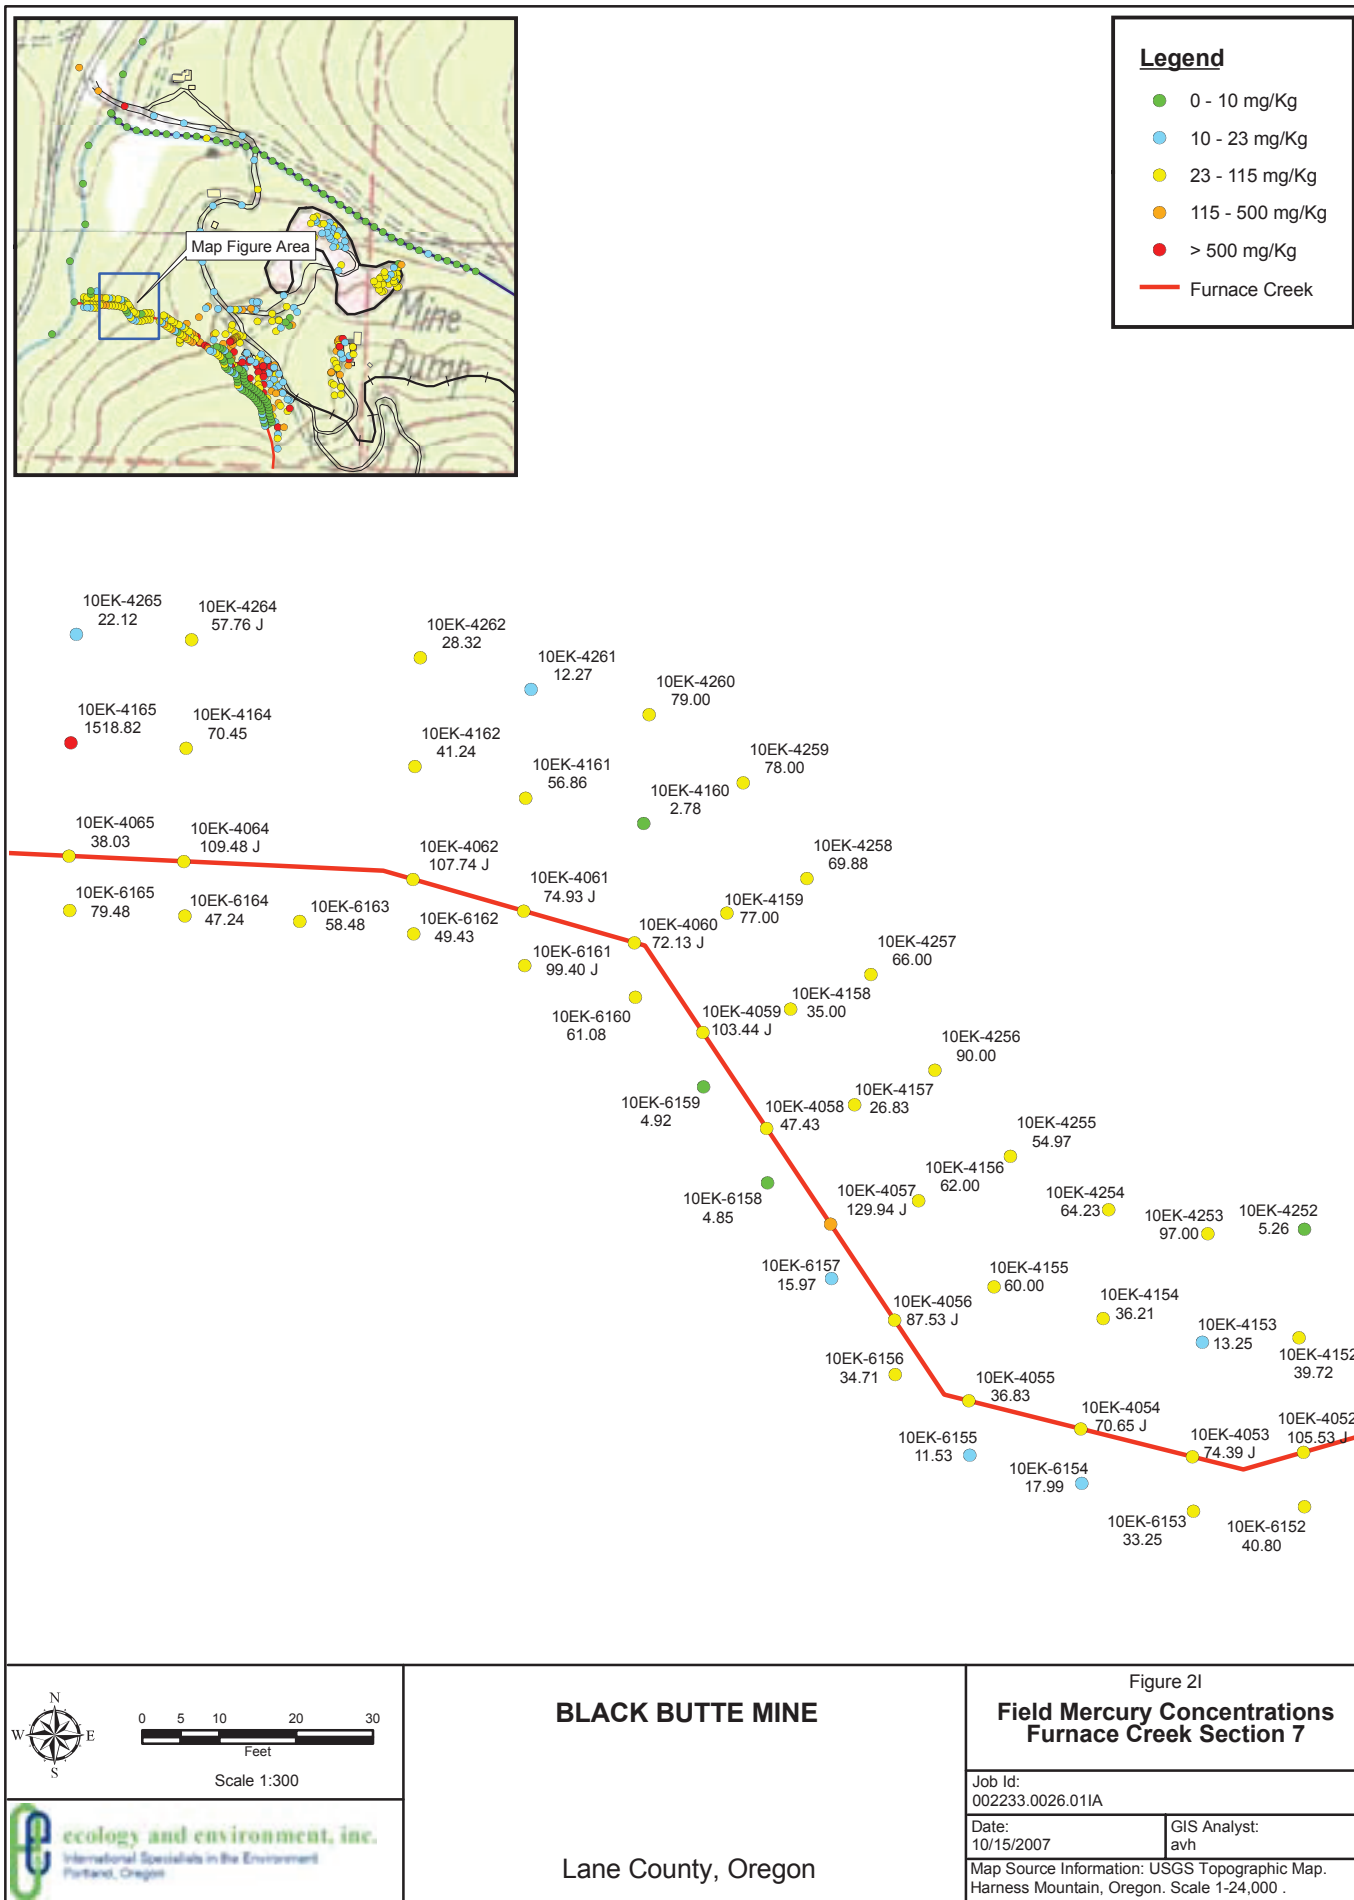 Map Figure Area
Mine
Dump
Legend
0 - 10 mg/Kg
10 - 23 mg/Kg
23 - 115 mg/Kg
115 - 500 mg/Kg
> 500 mg/Kg
Furnace Creek
10EK-4265
22.12
10EK-4264
57.76 J
10EK-4262
28.32
10EK-4261
12.27
10EK-4260
79.00
10EK-4165
1518.82
10EK-4164
70.45
10EK-4162
41.24
10EK-4161
56.86
10EK-4160
2.78
10EK-4259
78.00
10EK-4065
38.03
10EK-4064
109.48 J
10EK-4062
107.74 J
10EK-4061
74.93 J
10EK-4060
72.13 J
10EK-4159
77.00
10EK-4258
69.88
10EK-6165
79.48
10EK-6164
47.24
10EK-6163
58.48
10EK-6162
49.43
10EK-6161
99.40 J
10EK-6160
61.08
10EK-4059
103.44 J
10EK-4158
35.00
10EK-4257
66.00
10EK-6159
4.92
10EK-4058
47.43
10EK-4157
26.83
10EK-4256
90.00
10EK-6158
4.85
10EK-4057
129.94 J
10EK-4156
62.00
10EK-4255
54.97
10EK-4254
64.23
10EK-4253
97.00
10EK-4252
5.26
10EK-6157
15.97
10EK-4056
87.53 J
10EK-4155
60.00
10EK-4154
36.21
10EK-4153
13.25
10EK-4152
39.72
10EK-6156
34.71
10EK-4055
36.83
10EK-4054
70.65 J
10EK-4053
74.39 J
10EK-4052
105.53 J
10EK-6155
11.53
10EK-6154
17.99
10EK-6153
33.25
10EK-6152
40.80
N
W E
S
0 5 10 20 30
Feet
Scale 1:300
ecology and environment, inc.
International Specialists in the Environment
Portland, Oregon
BLACK BUTTE MINE
Lane County, Oregon
Figure 2I
Field Mercury Concentrations
Furnace Creek Section 7
Job Id:
002233.0026.01IA
Date:
10/15/2007
GIS Analyst:
avh
Map Source Information: USGS Topographic Map.
Harness Mountain, Oregon. Scale 1-24,000 .